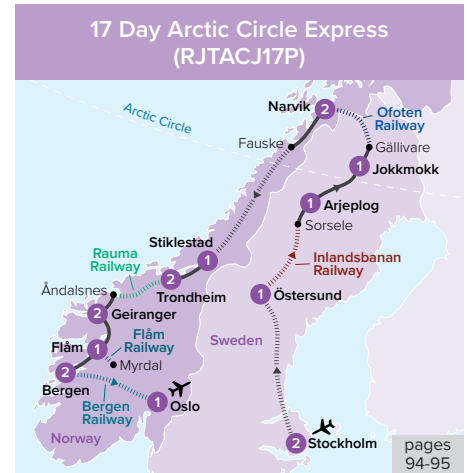 17 Day Arctic Circle Express
(RJTACJ17P)
Arctic Circle
Narvik
2
Ofoten
Railway
Fauske
Gällivare
1
Jokkmokk
1
Arjeplog
Sorsele
Stiklestad
1
Rauma
Railway
2
Trondheim
Inlandsbanan
Railway
Åndalsnes
2
Geiranger
1
Östersund
Flåm
1
Flåm
Railway
Sweden
Myrdal
2
Bergen
1
Oslo
Bergen
Railway
Norway
2
Stockholm
pages
94-95